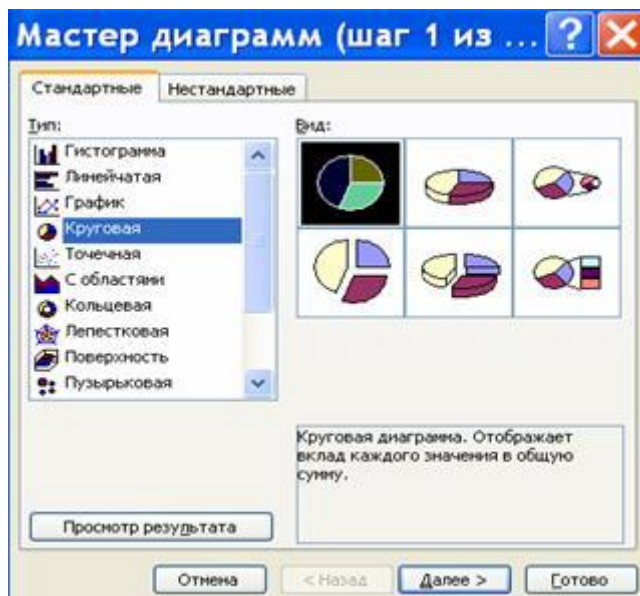 Мастер диаграмм (шаг 1 из ...
Стандартные
Нестандартные
Тип:
Гистограмма
Линейчатая
График
Круговая
Точечная
С областями
Кольцевая
Лепестковая
Поверхность
Пузырьковая
Вид:
Круговая диаграмма. Отображает
вклад каждого значения в общую
сумму.
Просмотр результата
Отмена
< Назад
Далее >
Готово